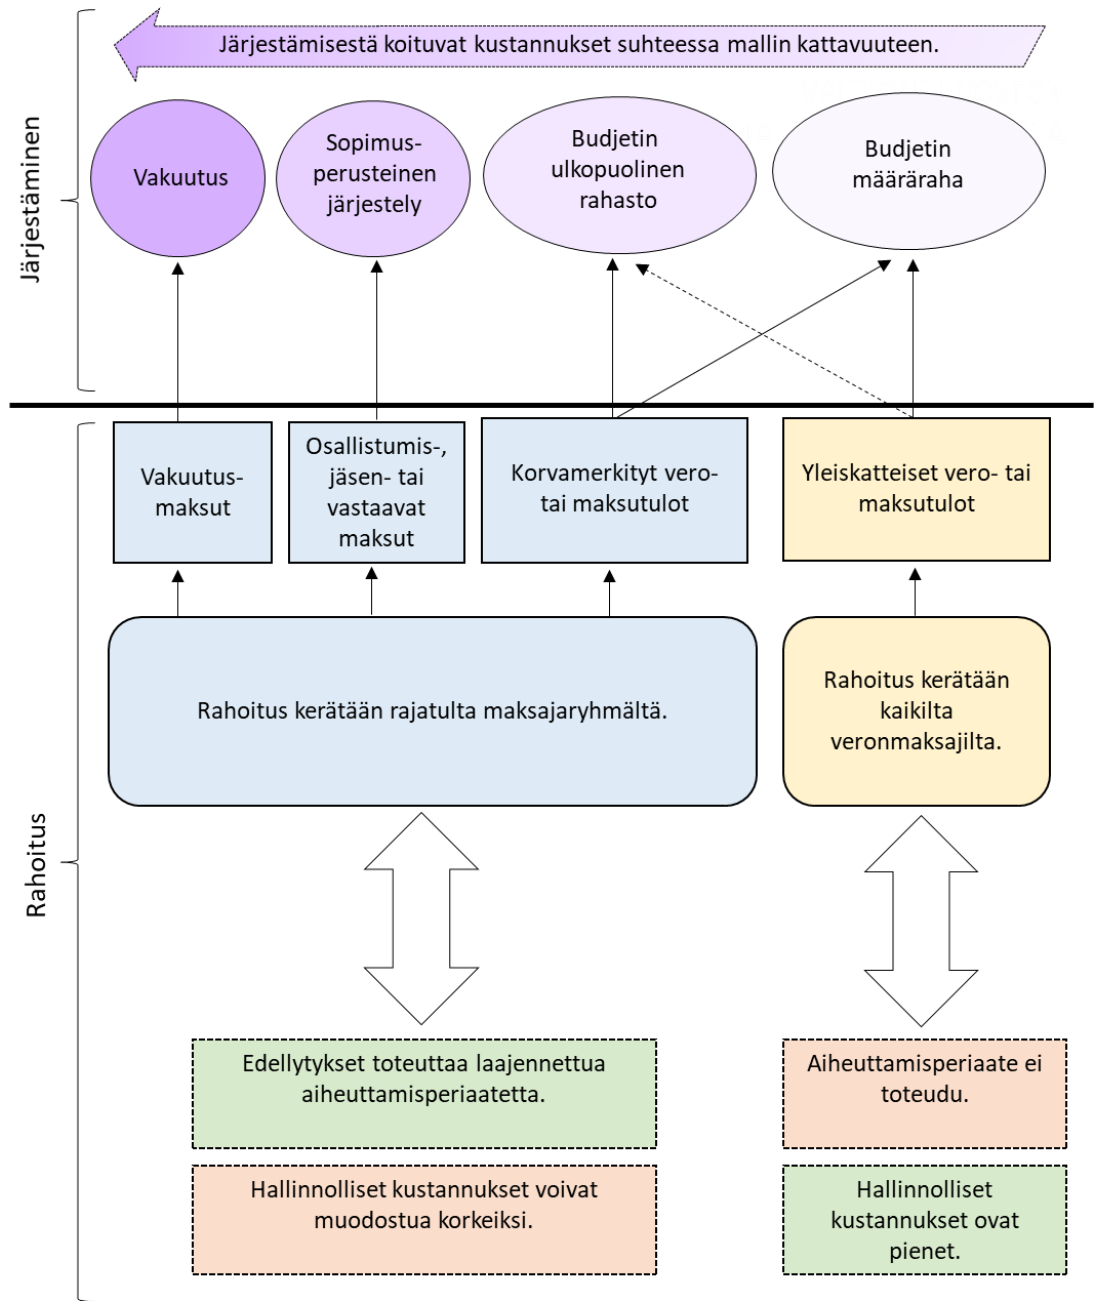 Järjestämisestä koituvat kustannukset suhteessa mallin kattavuuteen.
Järjestäminen
Vakuutus
Sopimus-
perusteinen
järjestely
Budjetin
ulkopuolinen
rahasto
Budjetin
määräraha
Rahoitus
Vakuutus-
maksut
Osallistumis-,
jäsen- tai
vastaavat
maksut
Korvamerkityt vero-
tai maksutulot
Yleiskatteiset vero- tai
maksutulot
Rahoitus kerätään rajatulta maksajaryhmältä.
Rahoitus kerätään
kaikilta
veronmaksajilta.
Edellytykset toteuttaa laajennettua
aiheuttamisperiaatetta.
Aiheuttamisperiaate ei
toteudu.
Hallinnolliset kustannukset voivat
muodostua korkeiksi.
Hallinnolliset
kustannukset ovat
pienet.